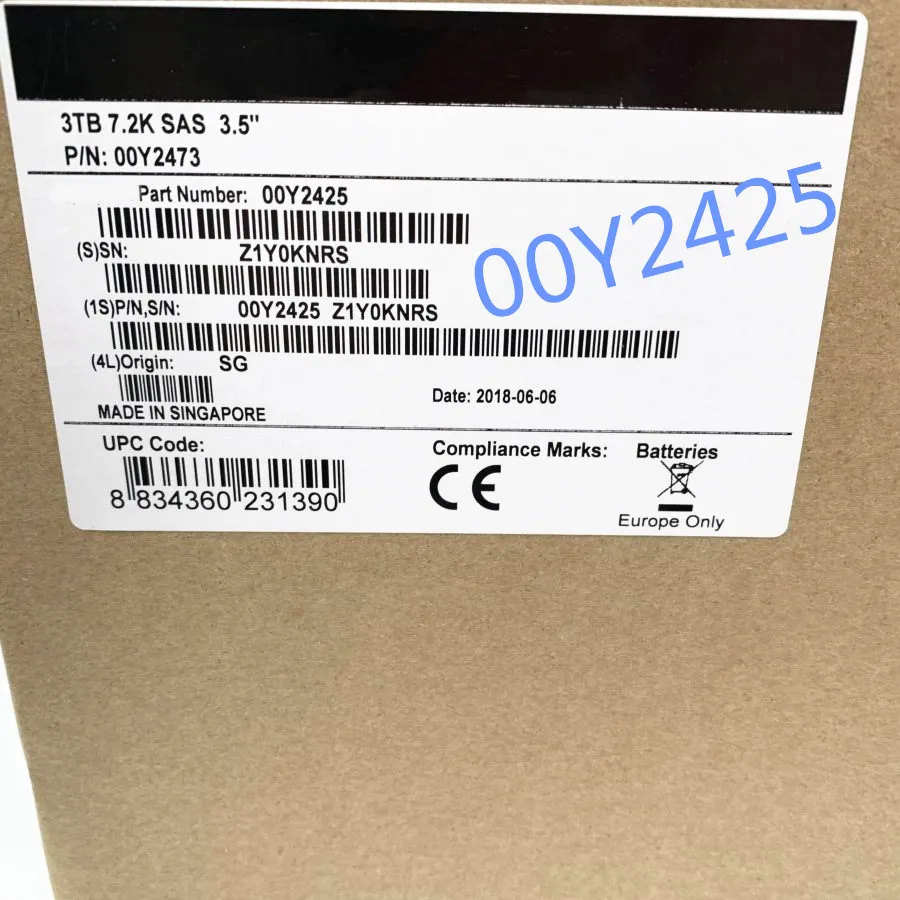 3TB 7.2K SAS 3.5"
P/N: 00Y2473
Part Number: 00Y2425
(S)SN: Z1Y0KNRS
(1S)P/N,S/N: 00Y2425 Z1Y0KNRS
(4L)Origin: SG
MADE IN SINGAPORE
Date: 2018-06-06
UPC Code:
8 834360 231390
Compliance Marks:
CE
Batteries
Europe Only
00Y2425